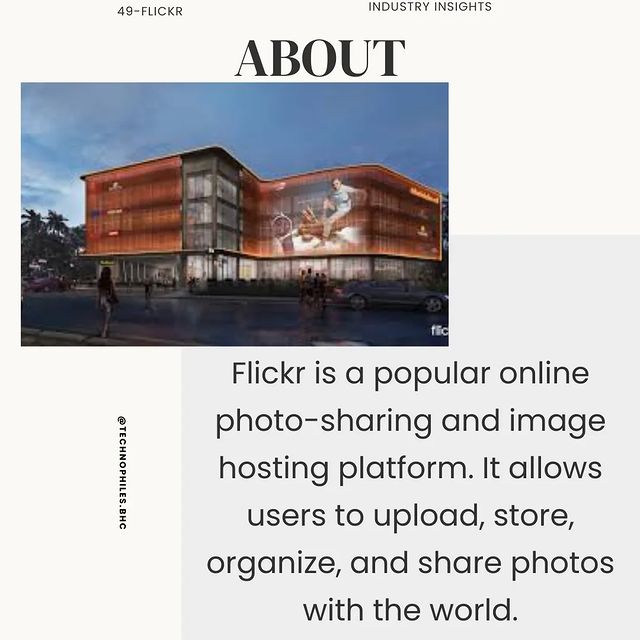 49-FLICKR
INDUSTRY INSIGHTS
ABOUT
flic
Flickr is a popular online
photo-sharing and image
hosting platform. It allows
users to upload, store,
organize, and share photos
with the world.
@TECHNOPHILES.BHC